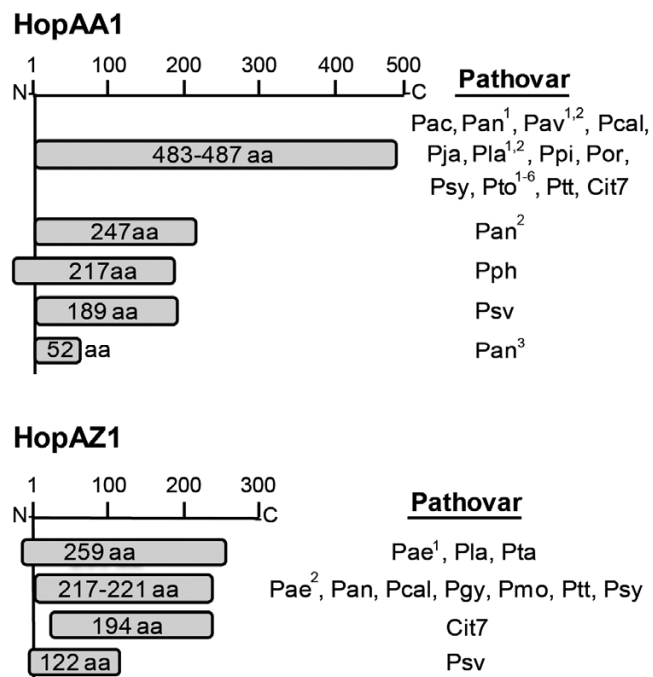 HopAA1
1 100 200 300 400 500
N C Pathovar
Pac, Pan¹, Pav¹,², Pcal,
483-487 aa Pja, Pla¹,², Ppi, Por,
Psy, Pto¹⁻⁶, Ptt, Cit7
247aa Pan²
217aa Pph
189 aa Psv
52 aa Pan³
HopAZ1
1 100 200 300
N C Pathovar
259 aa Pae¹, Pla, Pta
217-221 aa Pae², Pan, Pcal, Pgy, Pmo, Ptt, Psy
194 aa Cit7
122 aa Psv